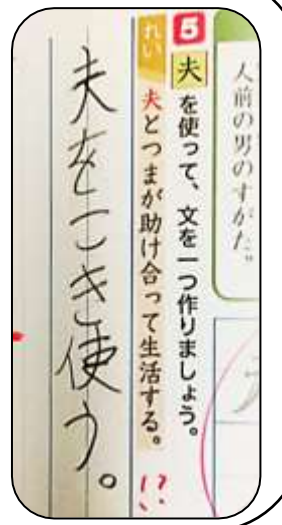 人前の男のすがた。
5 夫を使って、文を一つ作りましょう。
れい 夫とつまが助け合って生活する。
!?
夫をこき使う。